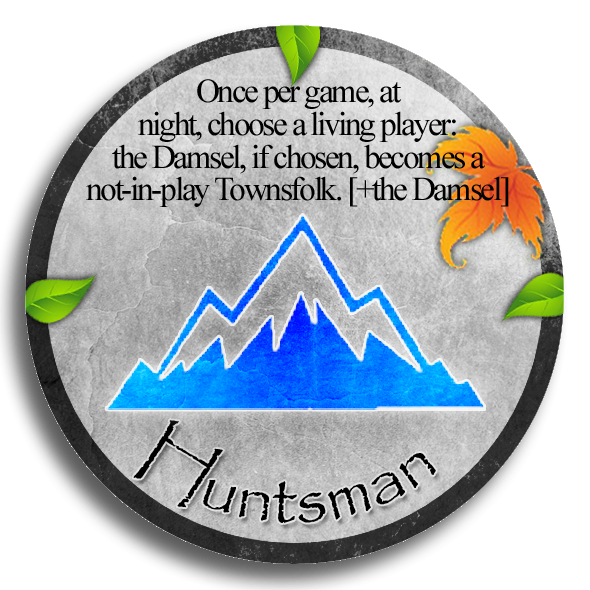 Once per game, at
night, choose a living player:
the Damsel, if chosen, becomes a
not-in-play Townsfolk. [+the Damsel]
Huntsman